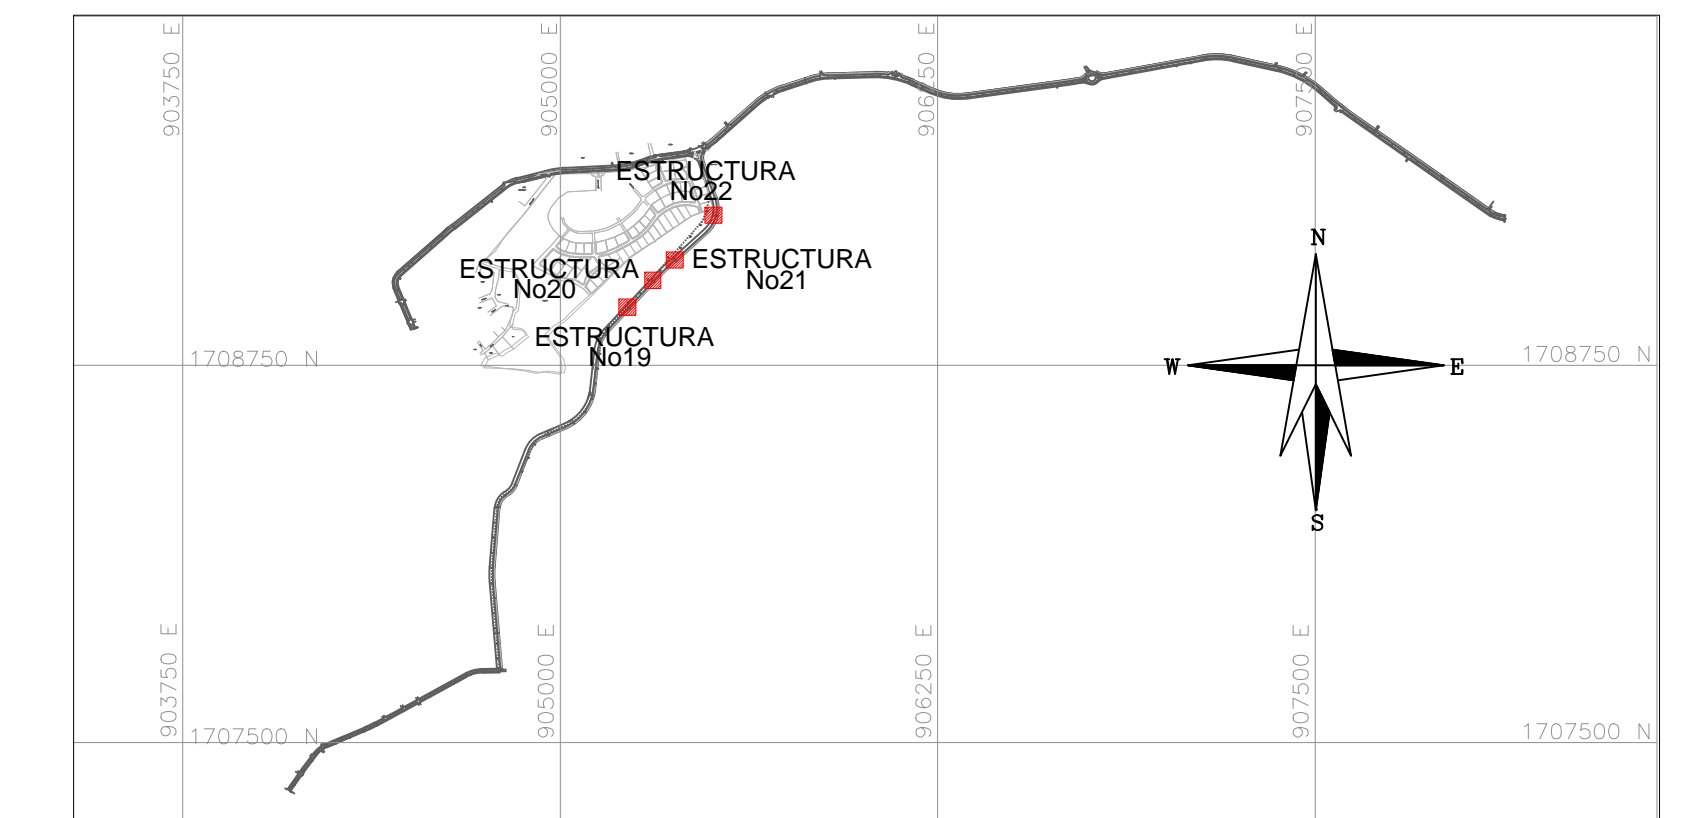 903750 E
905000 E
906250 E
907500 E
ESTRUCTURA
No22
ESTRUCTURA
No21
ESTRUCTURA
No20
ESTRUCTURA
No19
N
W
E
S
1708750 N
1708750 N
903750 E
905000 E
906250 E
907500 E
1707500 N
1707500 N